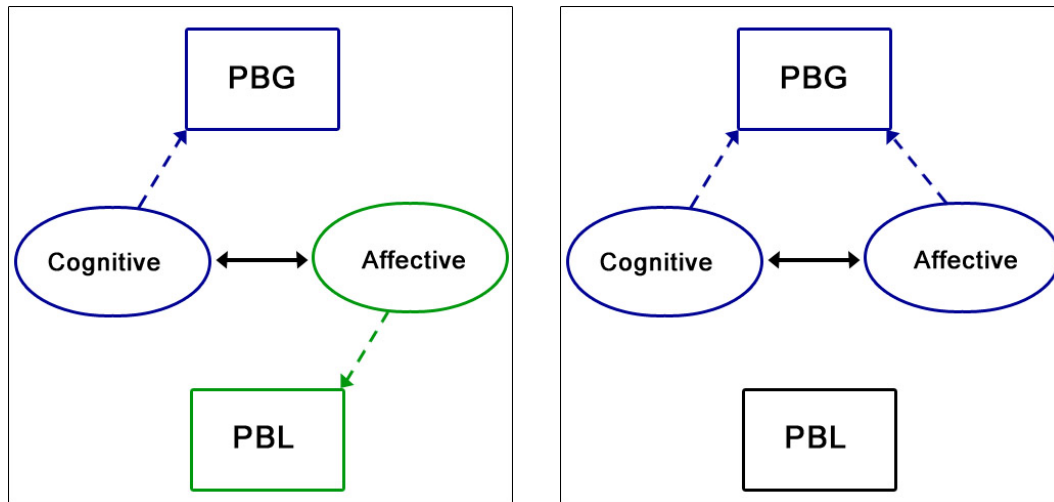 PBG
Cognitive
Affective
PBL
PBG
Cognitive
Affective
PBL